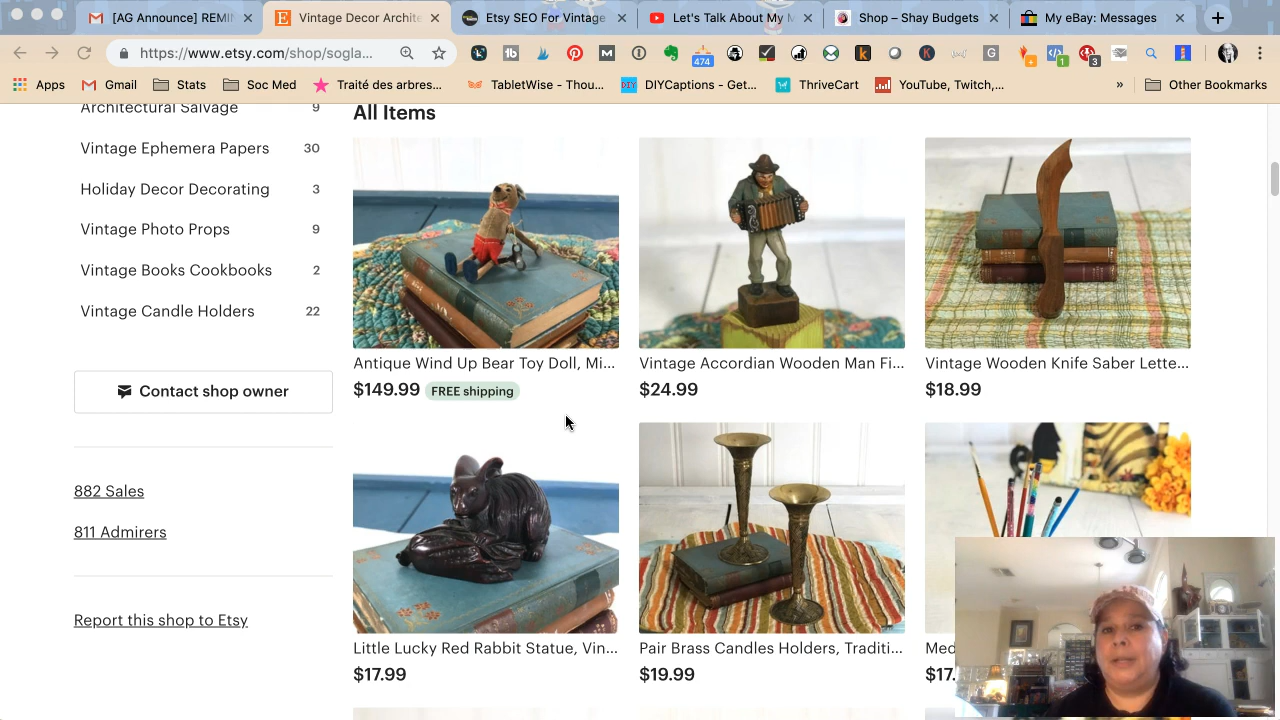 [AG Announce] REMI
Vintage Decor Archite
Etsy SEO For Vintage
Let's Talk About My M
Shop – Shay Budgets
My eBay: Messages
https://www.etsy.com/shop/sogla...
474
1
3
Apps
Gmail
Stats
Soc Med
Traité des arbres...
TabletWise - Thou...
DIYCaptions - Get...
ThriveCart
YouTube, Twitch,...
»
Other Bookmarks
Architectural Salvage 9
Vintage Ephemera Papers 30
Holiday Decor Decorating 3
Vintage Photo Props 9
Vintage Books Cookbooks 2
Vintage Candle Holders 22
Contact shop owner
882 Sales
811 Admirers
Report this shop to Etsy
All Items
Antique Wind Up Bear Toy Doll, Mi...
$149.99 FREE shipping
Vintage Accordian Wooden Man Fi...
$24.99
Vintage Wooden Knife Saber Lette...
$18.99
Little Lucky Red Rabbit Statue, Vin...
$17.99
Pair Brass Candles Holders, Traditi...
$19.99
Med
$17.